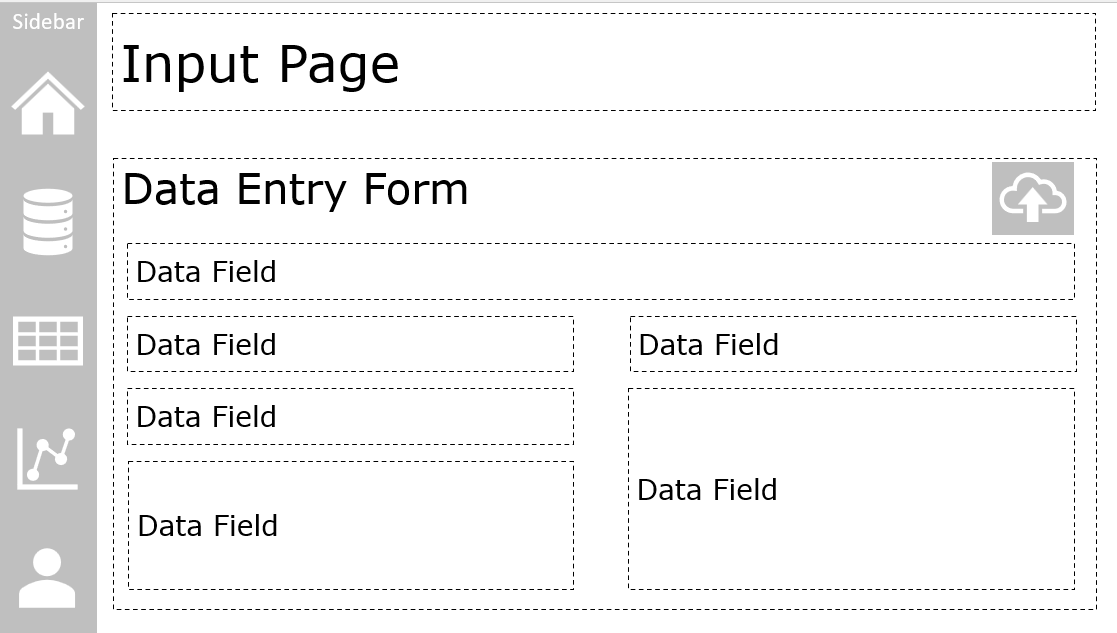 Sidebar
Input Page
Data Entry Form
Data Field
Data Field
Data Field
Data Field
Data Field
Data Field